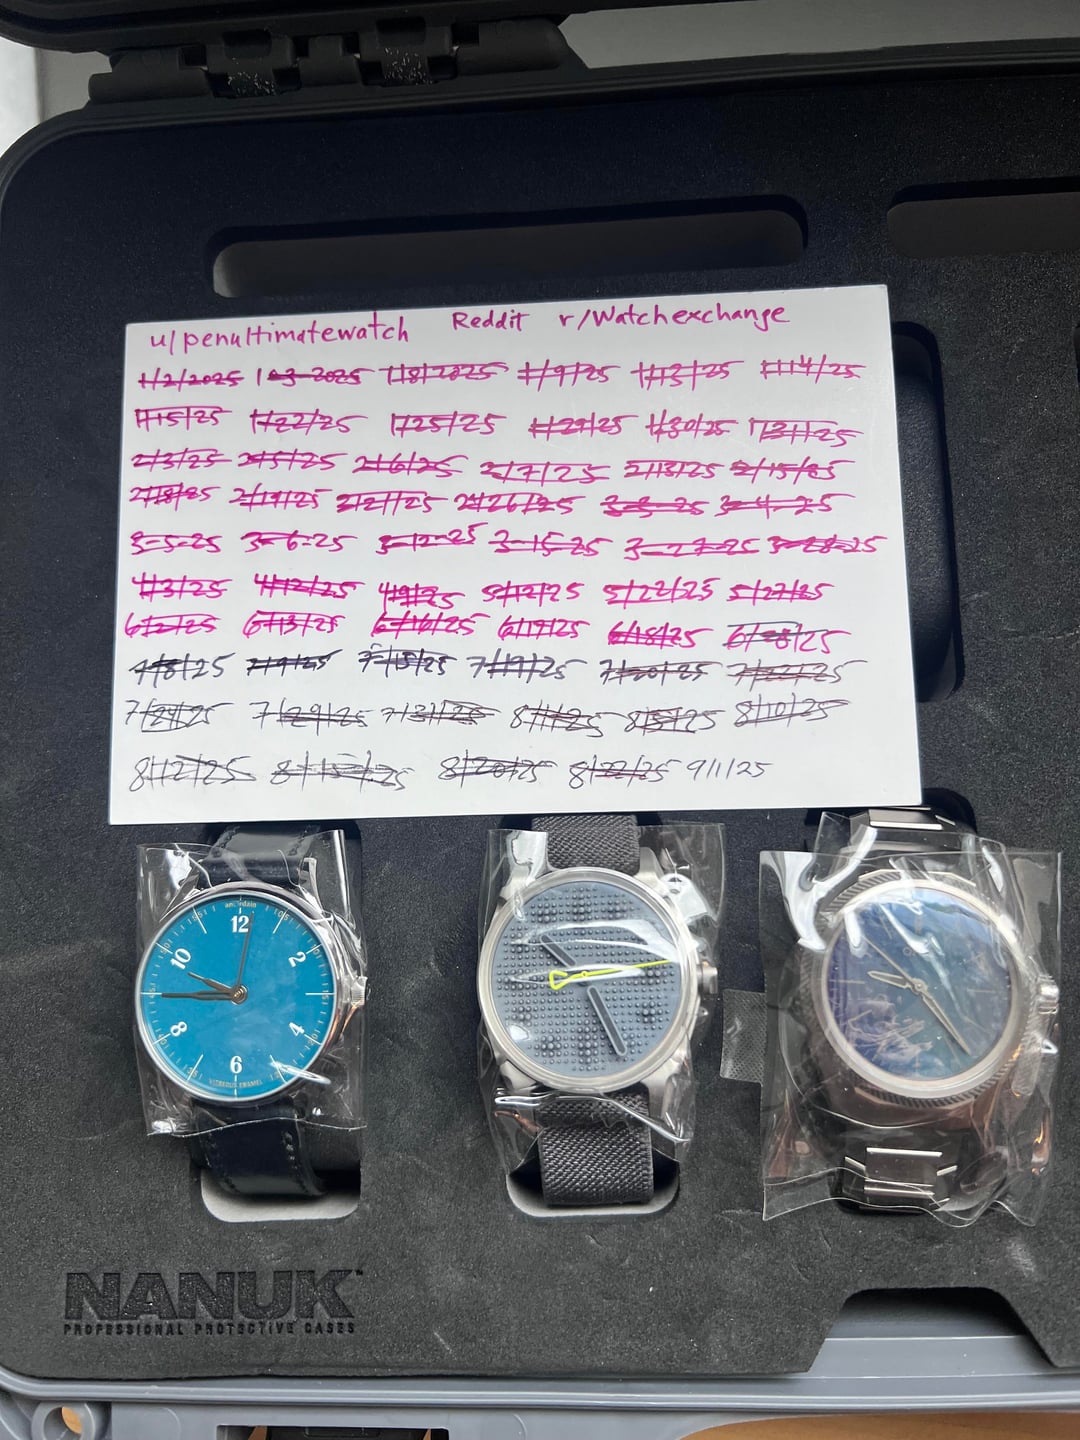 u/penultimatewatch Reddit r/Watchexchange
1/2/2025 1-3-2025 1/8/2025 1/9/25 1/13/25 1/14/25
1/15/25 1/22/25 1/25/25 1/29/25 1/30/25 1/31/25
2/3/25 2/5/25 2/6/25 2/7/25 2/13/25 2/15/25
2/18/25 2/19/25 2/21/25 2/26/25 3-3-25 3-4-25
3-5-25 3-6-25 3-12-25 3-15-25 3-27-25 3-28-25
4/3/25 4/12/25 5/12/25 5/22/25 5/27/25
6/2/25 6/13/25 6/16/25 6/17/25 6/18/25 6/28/25
7/8/25 7/9/25 7/15/25 7/19/25 7/20/25 7/22/25
7/24/25 7/29/25 7/31/25 8/1/25 8/5/25 8/10/25
8/12/25 8/15/25 8/20/25 8/22/25 9/1/25
12
2
4
6
8
10
VITREOUS ENAMEL
NANUK
PROFESSIONAL PROTECTIVE CASES